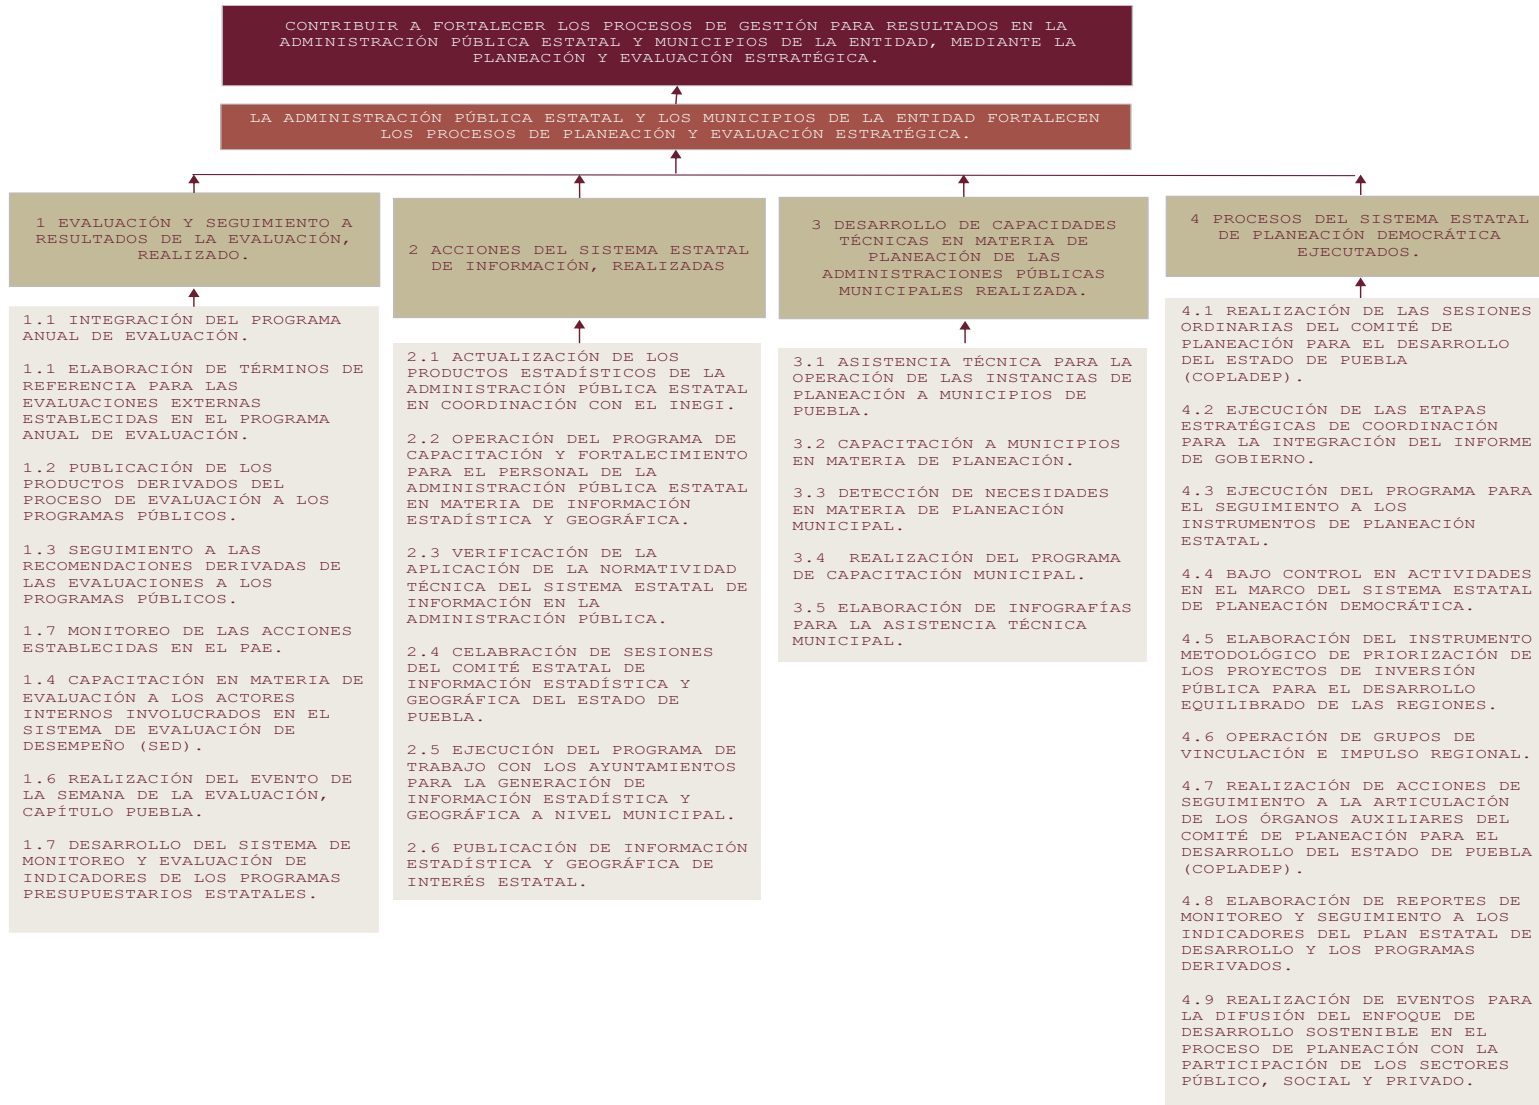 CONTRIBUIR A FORTALECER LOS PROCESOS DE GESTIÓN PARA RESULTADOS EN LA
ADMINISTRACIÓN PÚBLICA ESTATAL Y MUNICIPIOS DE LA ENTIDAD, MEDIANTE LA
PLANEACIÓN Y EVALUACIÓN ESTRATÉGICA.
LA ADMINISTRACIÓN PÚBLICA ESTATAL Y LOS MUNICIPIOS DE LA ENTIDAD FORTALECEN
LOS PROCESOS DE PLANEACIÓN Y EVALUACIÓN ESTRATÉGICA.
1 EVALUACIÓN Y SEGUIMIENTO A
RESULTADOS DE LA EVALUACIÓN,
REALIZADO.
1.1 INTEGRACIÓN DEL PROGRAMA
ANUAL DE EVALUACIÓN.
1.1 ELABORACIÓN DE TÉRMINOS DE
REFERENCIA PARA LAS
EVALUACIONES EXTERNAS
ESTABLECIDAS EN EL PROGRAMA
ANUAL DE EVALUACIÓN.
1.2 PUBLICACIÓN DE LOS
PRODUCTOS DERIVADOS DEL
PROCESO DE EVALUACIÓN A LOS
PROGRAMAS PÚBLICOS.
1.3 SEGUIMIENTO A LAS
RECOMENDACIONES DERIVADAS DE
LAS EVALUACIONES A LOS
PROGRAMAS PÚBLICOS.
1.7 MONITOREO DE LAS ACCIONES
ESTABLECIDAS EN EL PAE.
1.4 CAPACITACIÓN EN MATERIA DE
EVALUACIÓN A LOS ACTORES
INTERNOS INVOLUCRADOS EN EL
SISTEMA DE EVALUACIÓN DE
DESEMPEÑO (SED).
1.6 REALIZACIÓN DEL EVENTO DE
LA SEMANA DE LA EVALUACIÓN,
CAPÍTULO PUEBLA.
1.7 DESARROLLO DEL SISTEMA DE
MONITOREO Y EVALUACIÓN DE
INDICADORES DE LOS PROGRAMAS
PRESUPUESTARIOS ESTATALES.
2 ACCIONES DEL SISTEMA ESTATAL
DE INFORMACIÓN, REALIZADAS
2.1 ACTUALIZACIÓN DE LOS
PRODUCTOS ESTADÍSTICOS DE LA
ADMINISTRACIÓN PÚBLICA ESTATAL
EN COORDINACIÓN CON EL INEGI.
2.2 OPERACIÓN DEL PROGRAMA DE
CAPACITACIÓN Y FORTALECIMIENTO
PARA EL PERSONAL DE LA
ADMINISTRACIÓN PÚBLICA ESTATAL
EN MATERIA DE INFORMACIÓN
ESTADÍSTICA Y GEOGRÁFICA.
2.3 VERIFICACIÓN DE LA
APLICACIÓN DE LA NORMATIVIDAD
TÉCNICA DEL SISTEMA ESTATAL DE
INFORMACIÓN EN LA
ADMINISTRACIÓN PÚBLICA.
2.4 CELABRACIÓN DE SESIONES
DEL COMITÉ ESTATAL DE
INFORMACIÓN ESTADÍSTICA Y
GEOGRÁFICA DEL ESTADO DE
PUEBLA.
2.5 EJECUCIÓN DEL PROGRAMA DE
TRABAJO CON LOS AYUNTAMIENTOS
PARA LA GENERACIÓN DE
INFORMACIÓN ESTADÍSTICA Y
GEOGRÁFICA A NIVEL MUNICIPAL.
2.6 PUBLICACIÓN DE INFORMACIÓN
ESTADÍSTICA Y GEOGRÁFICA DE
INTERÉS ESTATAL.
3 DESARROLLO DE CAPACIDADES
TÉCNICAS EN MATERIA DE
PLANEACIÓN DE LAS
ADMINISTRACIONES PÚBLICAS
MUNICIPALES REALIZADA.
3.1 ASISTENCIA TÉCNICA PARA LA
OPERACIÓN DE LAS INSTANCIAS DE
PLANEACIÓN A MUNICIPIOS DE
PUEBLA.
3.2 CAPACITACIÓN A MUNICIPIOS
EN MATERIA DE PLANEACIÓN.
3.3 DETECCIÓN DE NECESIDADES
EN MATERIA DE PLANEACIÓN
MUNICIPAL.
3.4 REALIZACIÓN DEL PROGRAMA
DE CAPACITACIÓN MUNICIPAL.
3.5 ELABORACIÓN DE INFOGRAFÍAS
PARA LA ASISTENCIA TÉCNICA
MUNICIPAL.
4 PROCESOS DEL SISTEMA ESTATAL
DE PLANEACIÓN DEMOCRÁTICA
EJECUTADOS.
4.1 REALIZACIÓN DE LAS SESIONES
ORDINARIAS DEL COMITÉ DE
PLANEACIÓN PARA EL DESARROLLO
DEL ESTADO DE PUEBLA
(COPLADEP).
4.2 EJECUCIÓN DE LAS ETAPAS
ESTRATÉGICAS DE COORDINACIÓN
PARA LA INTEGRACIÓN DEL INFORME
DE GOBIERNO.
4.3 EJECUCIÓN DEL PROGRAMA PARA
EL SEGUIMIENTO A LOS
INSTRUMENTOS DE PLANEACIÓN
ESTATAL.
4.4 BAJO CONTROL EN ACTIVIDADES
EN EL MARCO DEL SISTEMA ESTATAL
DE PLANEACIÓN DEMOCRÁTICA.
4.5 ELABORACIÓN DEL INSTRUMENTO
METODOLÓGICO DE PRIORIZACIÓN DE
LOS PROYECTOS DE INVERSIÓN
PÚBLICA PARA EL DESARROLLO
EQUILIBRADO DE LAS REGIONES.
4.6 OPERACIÓN DE GRUPOS DE
VINCULACIÓN E IMPULSO REGIONAL.
4.7 REALIZACIÓN DE ACCIONES DE
SEGUIMIENTO A LA ARTICULACIÓN
DE LOS ÓRGANOS AUXILIARES DEL
COMITÉ DE PLANEACIÓN PARA EL
DESARROLLO DEL ESTADO DE PUEBLA
(COPLADEP).
4.8 ELABORACIÓN DE REPORTES DE
MONITOREO Y SEGUIMIENTO A LOS
INDICADORES DEL PLAN ESTATAL DE
DESARROLLO Y LOS PROGRAMAS
DERIVADOS.
4.9 REALIZACIÓN DE EVENTOS PARA
LA DIFUSIÓN DEL ENFOQUE DE
DESARROLLO SOSTENIBLE EN EL
PROCESO DE PLANEACIÓN CON LA
PARTICIPACIÓN DE LOS SECTORES
PÚBLICO, SOCIAL Y PRIVADO.